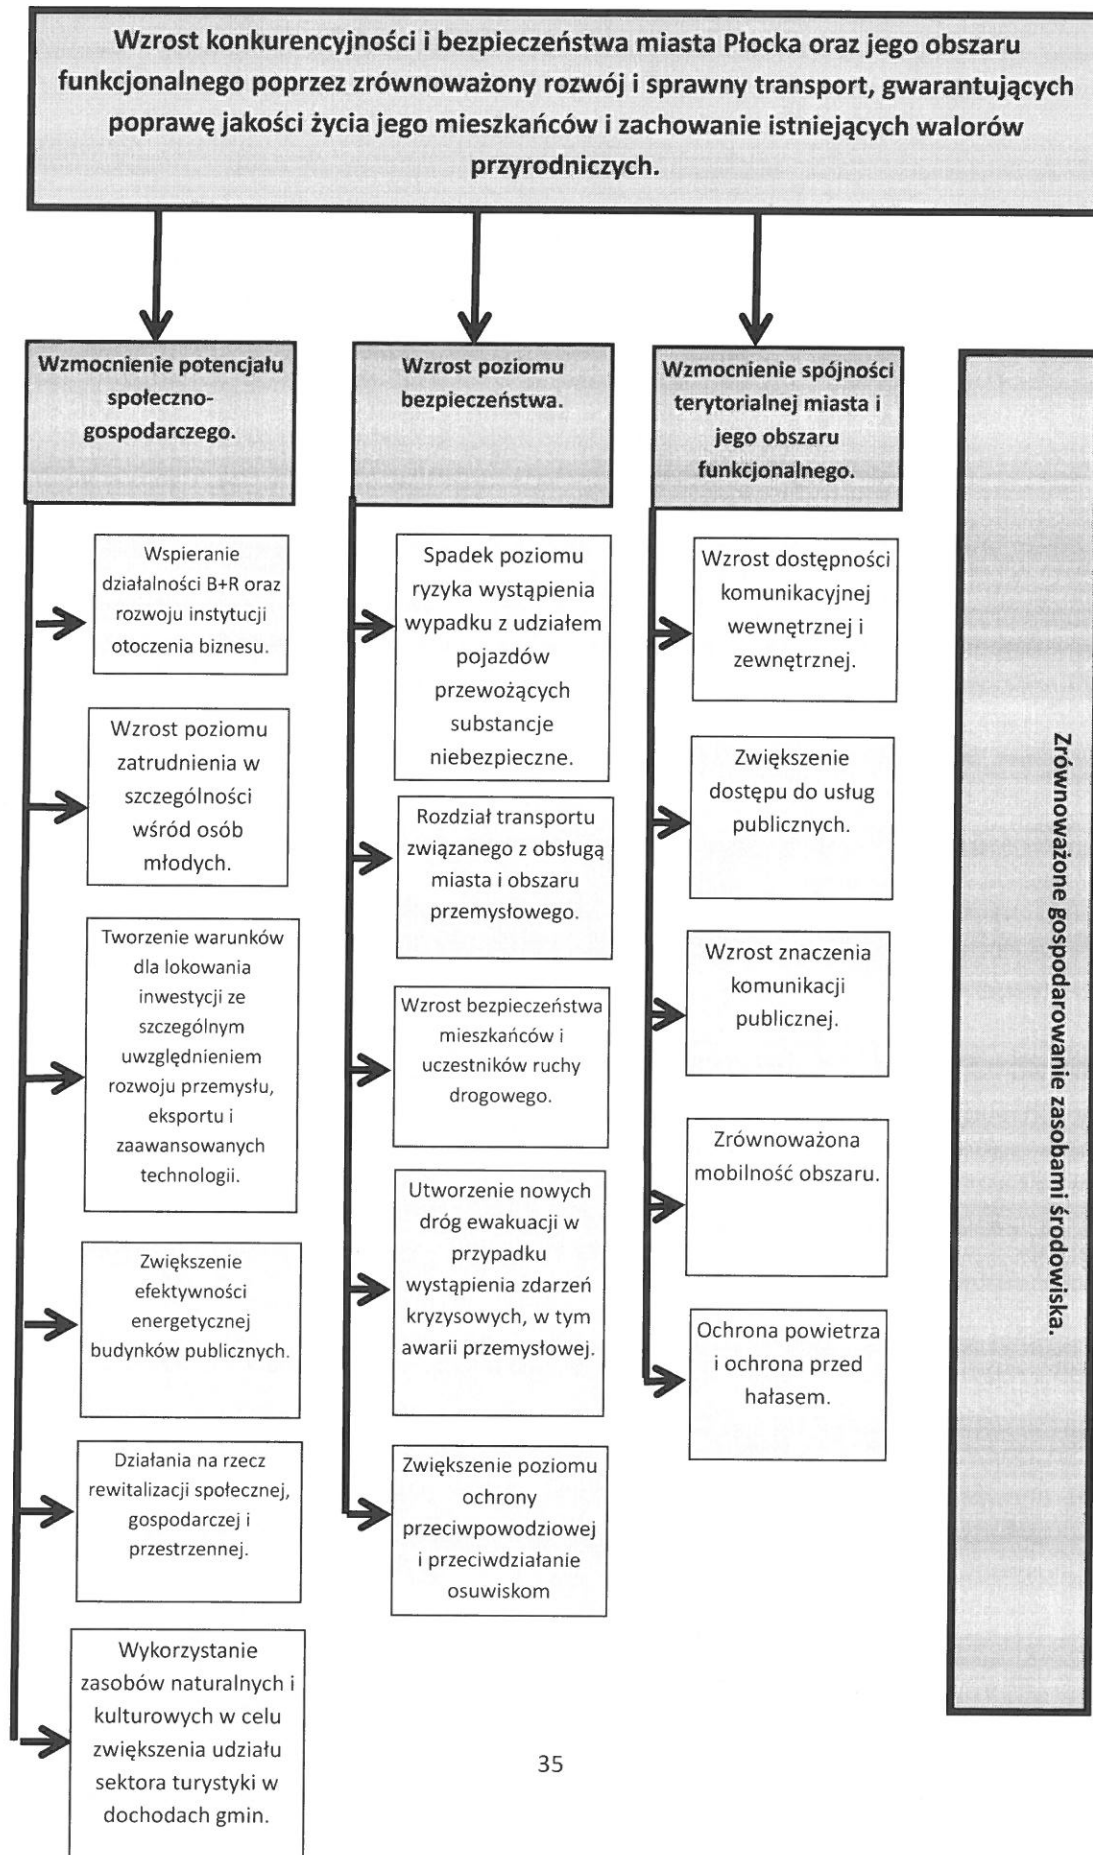 Wzrost konkurencyjności i bezpieczeństwa miasta Płocka oraz jego obszaru
funkcjonalnego poprzez zrównoważony rozwój i sprawny transport, gwarantujących
poprawę jakości życia jego mieszkańców i zachowanie istniejących walorów
przyrodniczych.
Wzmocnienie potencjału
społeczno-
gospodarczego.
Wspieranie
działalności B+R oraz
rozwoju instytucji
otoczenia biznesu.
Wzrost poziomu
zatrudnienia w
szczególności
wśród osób
młodych.
Tworzenie warunków
dla lokowania
inwestycji ze
szczególnym
uwzględnieniem
rozwoju przemysłu,
eksportu i
zaawansowanych
technologii.
Zwiększenie
efektywności
energetycznej
budynków publicznych.
Działania na rzecz
rewitalizacji społecznej,
gospodarczej i
przestrzennej.
Wykorzystanie
zasobów naturalnych i
kulturowych w celu
zwiększenia udziału
sektora turystyki w
dochodach gmin.
Wzrost poziomu
bezpieczeństwa.
Spadek poziomu
ryzyka wystąpienia
wypadku z udziałem
pojazdów
przewożących
substancje
niebezpieczne.
Rozdział transportu
związanego z obsługą
miasta i obszaru
przemysłowego.
Wzrost bezpieczeństwa
mieszkańców i
uczestników ruchy
drogowego.
Utworzenie nowych
dróg ewakuacji w
przypadku
wystąpienia zdarzeń
kryzysowych, w tym
awarii przemysłowej.
Zwiększenie poziomu
ochrony
przeciwpowodziowej
i przeciwdziałanie
osuwiskom
Wzmocnienie spójności
terytorialnej miasta i
jego obszaru
funkcjonalnego.
Wzrost dostępności
komunikacyjnej
wewnętrznej i
zewnętrznej.
Zwiększenie
dostępu do usług
publicznych.
Wzrost znaczenia
komunikacji
publicznej.
Zrównoważona
mobilność obszaru.
Ochrona powietrza
i ochrona przed
hałasem.
Zrównoważone gospodarowanie zasobami środowiska.
35